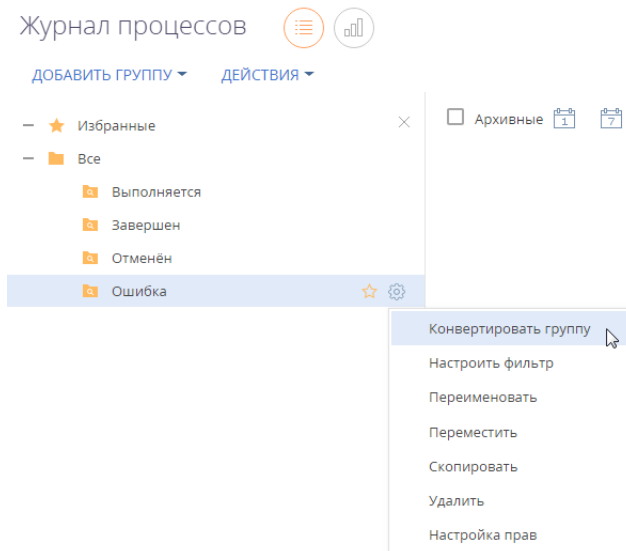 Журнал процессов
ДОБАВИТЬ ГРУППУ ДЕЙСТВИЯ
Избранные
Архивные 1 7
Все
Выполняется
Завершен
Отменён
Ошибка
Конвертировать группу
Настроить фильтр
Переименовать
Переместить
Скопировать
Удалить
Настройка прав